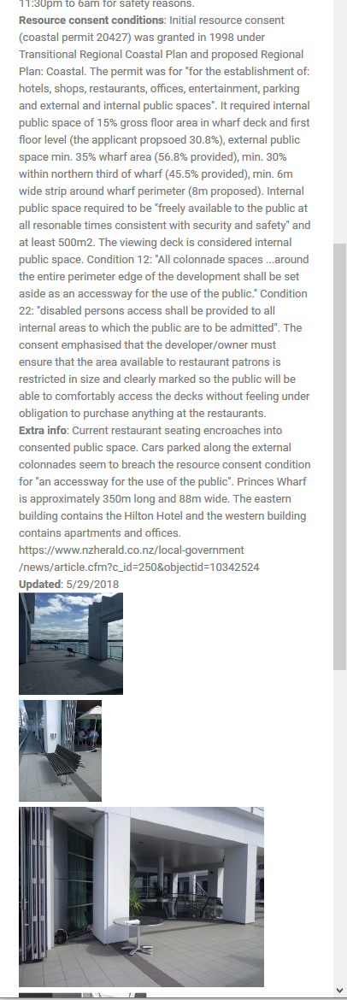 11:30pm to 6am for safety reasons.
Resource consent conditions: Initial resource consent
(coastal permit 20427) was granted in 1998 under
Transitional Regional Coastal Plan and proposed Regional
Plan: Coastal. The permit was for "for the establishment of:
hotels, shops, restaurants, offices, entertainment, parking
and external and internal public spaces". It required internal
public space of 15% gross floor area in wharf deck and first
floor level (the applicant propsoed 30.8%), external public
space min. 35% wharf area (56.8% provided), min. 30%
within northern third of wharf (45.5% provided), min. 6m
wide strip around wharf perimeter (8m proposed). Internal
public space required to be "freely available to the public at
all resonable times consistent with security and safety" and
at least 500m2. The viewing deck is considered internal
public space. Condition 12: "All colonnade spaces ...around
the entire perimeter edge of the development shall be set
aside as an accessway for the use of the public." Condition
22: "disabled persons access shall be provided to all
internal areas to which the public are to be admitted". The
consent emphasised that the developer/owner must
ensure that the area available to restaurant patrons is
restricted in size and clearly marked so the public will be
able to comfortably access the decks without feeling under
obligation to purchase anything at the restaurants.
Extra info: Current restaurant seating encroaches into
consented public space. Cars parked along the external
colonnades seem to breach the resource consent condition
for "an accessway for the use of the public". Princes Wharf
is approximately 350m long and 88m wide. The eastern
building contains the Hilton Hotel and the western building
contains apartments and offices.
https://www.nzherald.co.nz/local-government
/news/article.cfm?c_id=250&objectid=10342524
Updated: 5/29/2018